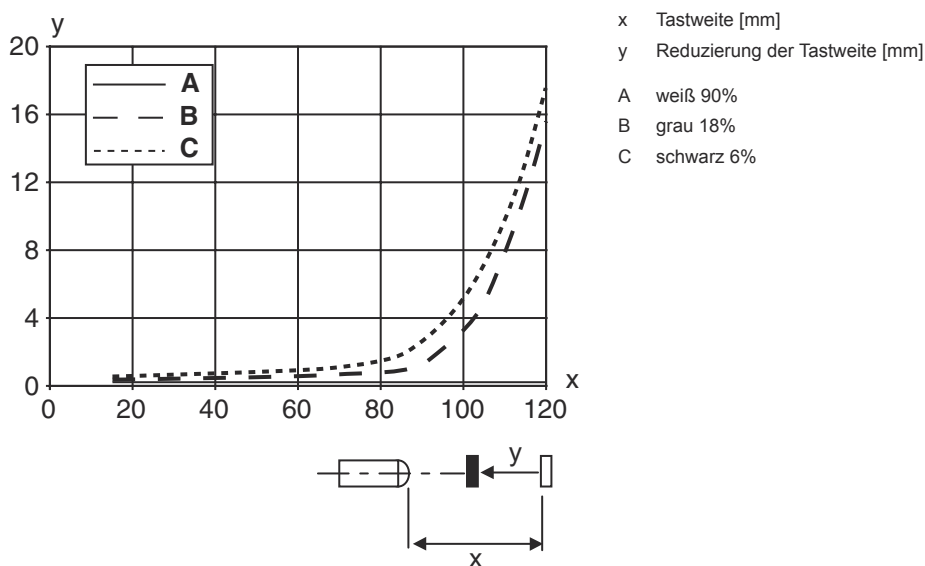 y
20
16
12
8
4
0
A
B
C
0 20 40 60 80 100 120
x
y
x
x Tastweite [mm]
y Reduzierung der Tastweite [mm]
A weiß 90%
B grau 18%
C schwarz 6%